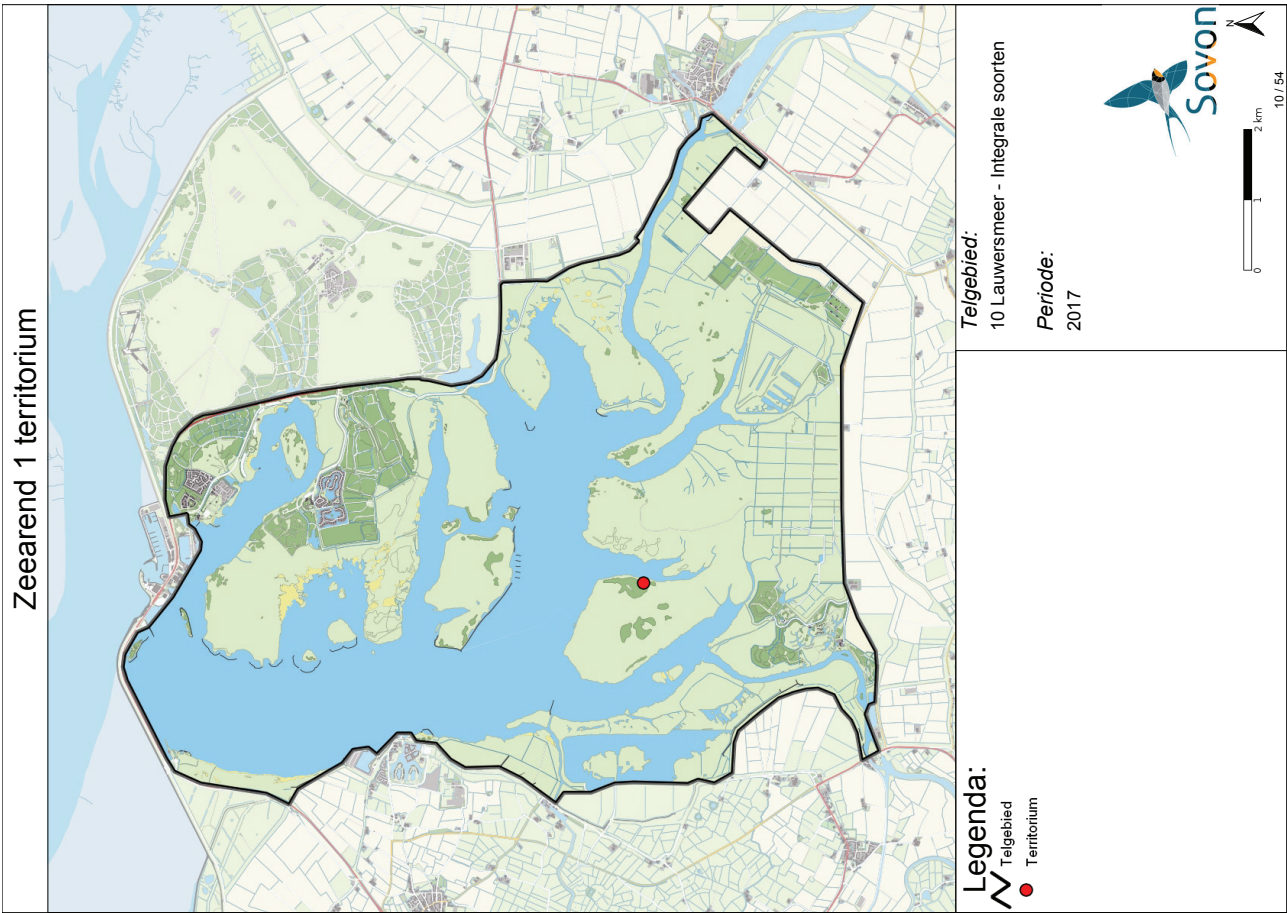 Zeearend 1 territorium
Legenda:
Telgebied
Territorium
Telgebied:
10 Lauwersmeer - Integrale soorten
Periode:
2017
Sovon
N
0 1 2 km
10 / 54